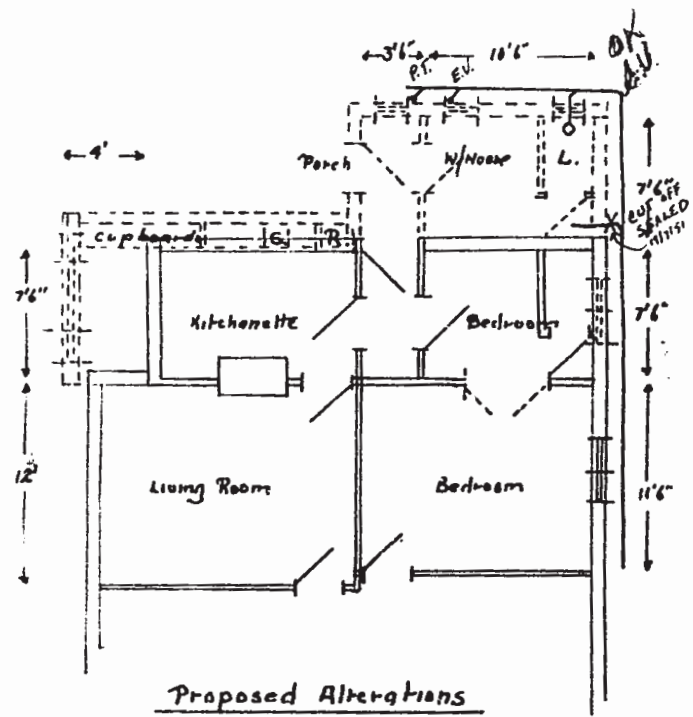 3'6"
10'6"
P.T.
E.V.
4'
Porch
W/House
L.
7'6"
CUT OFF
SEALED
Cupboards
G
R
7'6"
Kitchenette
Bedroom
7'6"
12'
Living Room
Bedroom
11'6"
Proposed Alterations